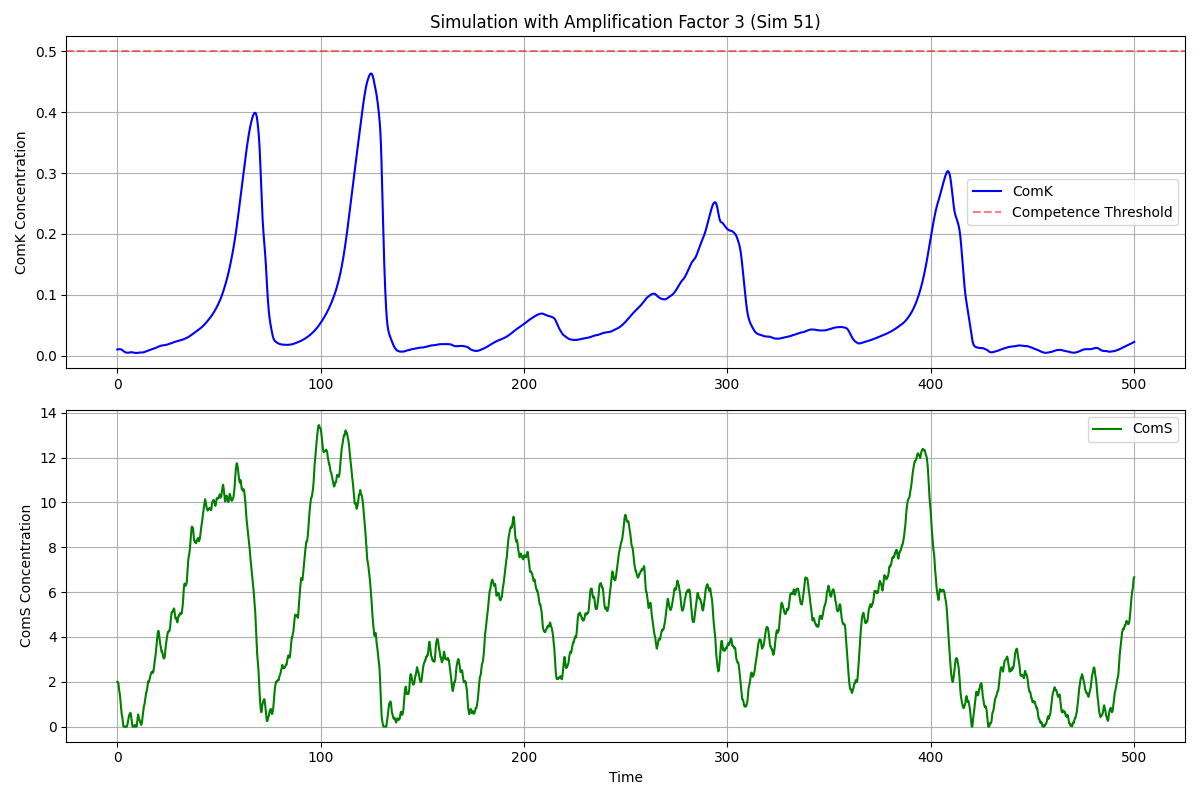 Simulation with Amplification Factor 3 (Sim 51)
ComK Concentration
0.5
0.4
0.3
0.2
0.1
0.0
ComK
Competence Threshold
0 100 200 300 400 500
ComS Concentration
14
12
10
8
6
4
2
0
ComS
0 100 200 300 400 500
Time